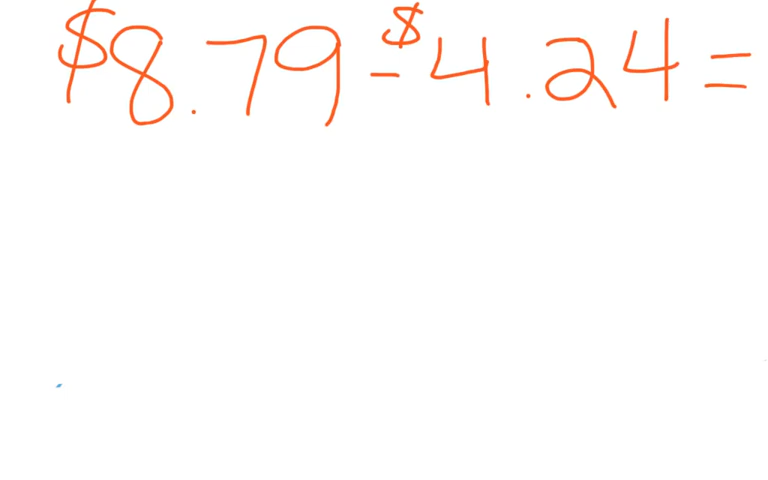 $8.79 - $4.24 =